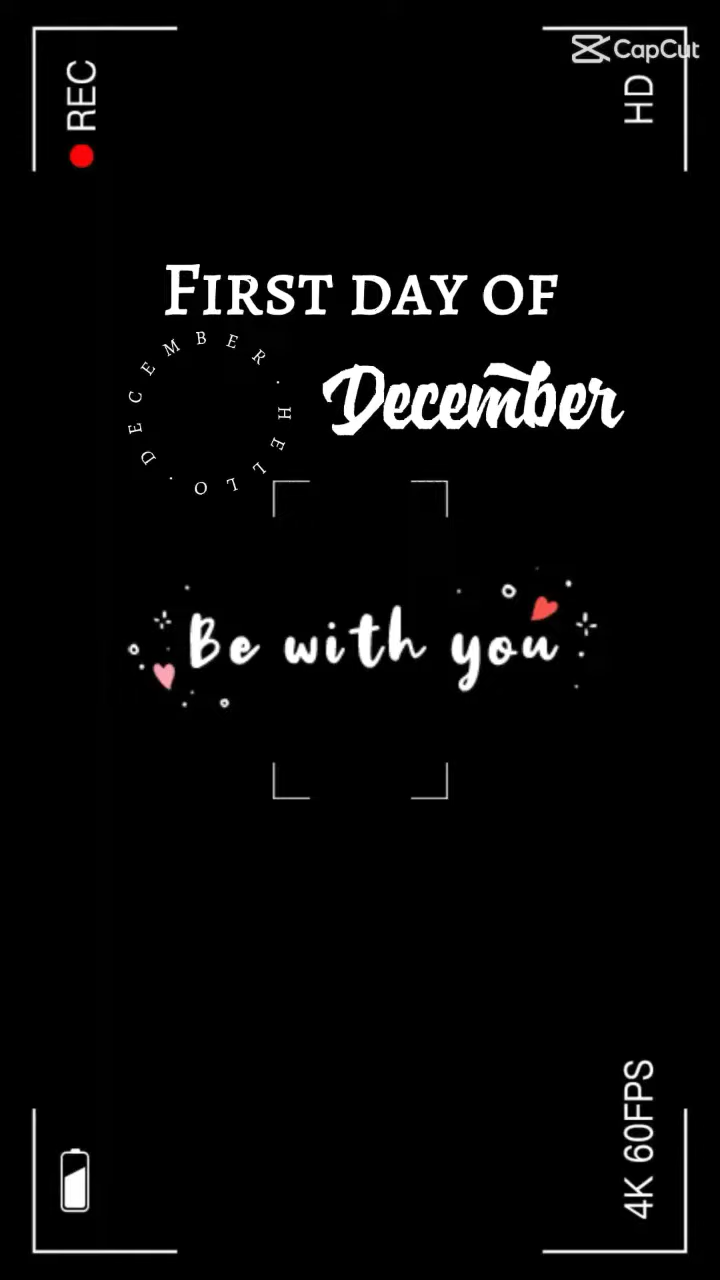 REC
CapCut
HD
FIRST DAY OF
December
DECEMBER · HELLO ·
Be with you
4K 60FPS